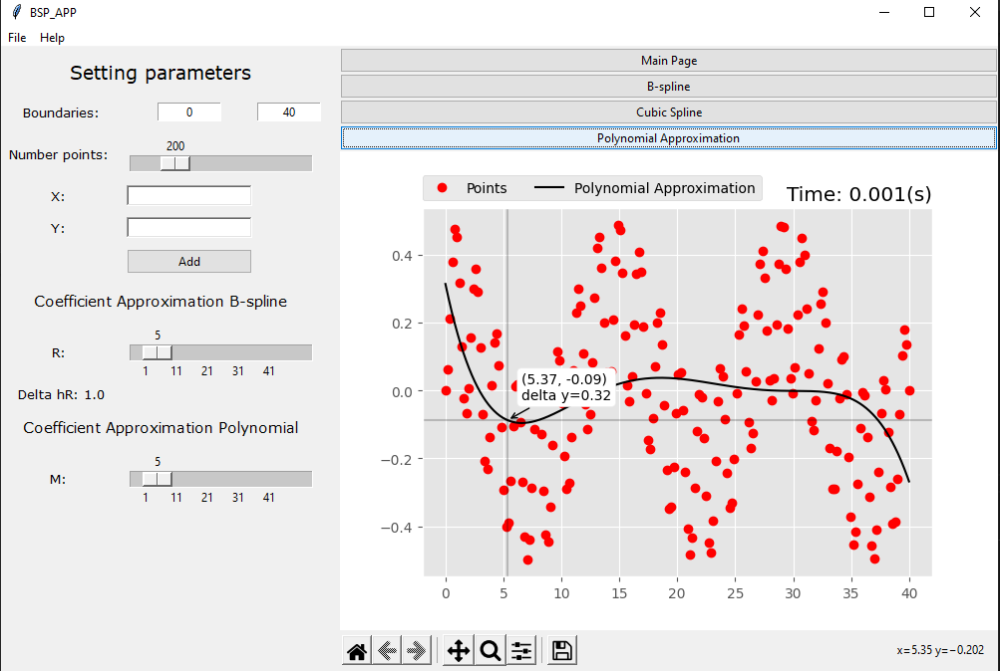 BSP_APP
File Help
Setting parameters
Boundaries: 0 40
Number points: 200
X:
Y:
Add
Coefficient Approximation B-spline
5
R:
1 11 21 31 41
Delta hR: 1.0
Coefficient Approximation Polynomial
5
M:
1 11 21 31 41
Main Page
B-spline
Cubic Spline
Polynomial Approximation
Points Polynomial Approximation
Time: 0.001(s)
0.4
0.2
0.0
−0.2
−0.4
(5.37, -0.09)
delta y=0.32
0 5 10 15 20 25 30 35 40
x=5.35 y=−0.202